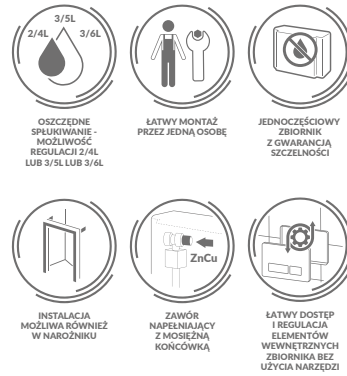 3/5L
2/4L 3/6L
OSZCZĘDNE
SPŁUKIWANIE -
MOŻLIWOŚĆ
REGULACJI 2/4L
LUB 3/5L LUB 3/6L
ŁATWY MONTAŻ
PRZEZ JEDNĄ OSOBĘ
JEDNOCZĘŚCIOWY
ZBIORNIK
Z GWARANCJĄ
SZCZELNOŚCI
INSTALACJA
MOŻLIWA RÓWNIEŻ
W NAROŻNIKU
ZnCu
ZAWÓR
NAPEŁNIAJĄCY
Z MOSIĘŻNĄ
KOŃCÓWKĄ
ŁATWY DOSTĘP
I REGULACJA
ELEMENTÓW
WEWNĘTRZNYCH
ZBIORNIKA BEZ
UŻYCIA NARZĘDZI